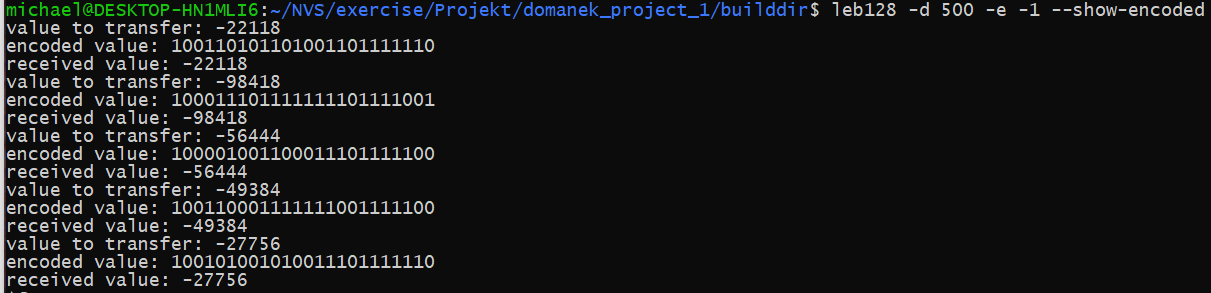 michael@DESKTOP-HN1MLI6:~/NVS/exercise/Projekt/domanek_project_1/builddir$ leb128 -d 500 -e -1 --show-encoded
value to transfer: -22118
encoded value: 100110101101001101111110
received value: -22118
value to transfer: -98418
encoded value: 100011101111111101111001
received value: -98418
value to transfer: -56444
encoded value: 100001001100011101111100
received value: -56444
value to transfer: -49384
encoded value: 100110001111111001111100
received value: -49384
value to transfer: -27756
encoded value: 100101001010011101111110
received value: -27756